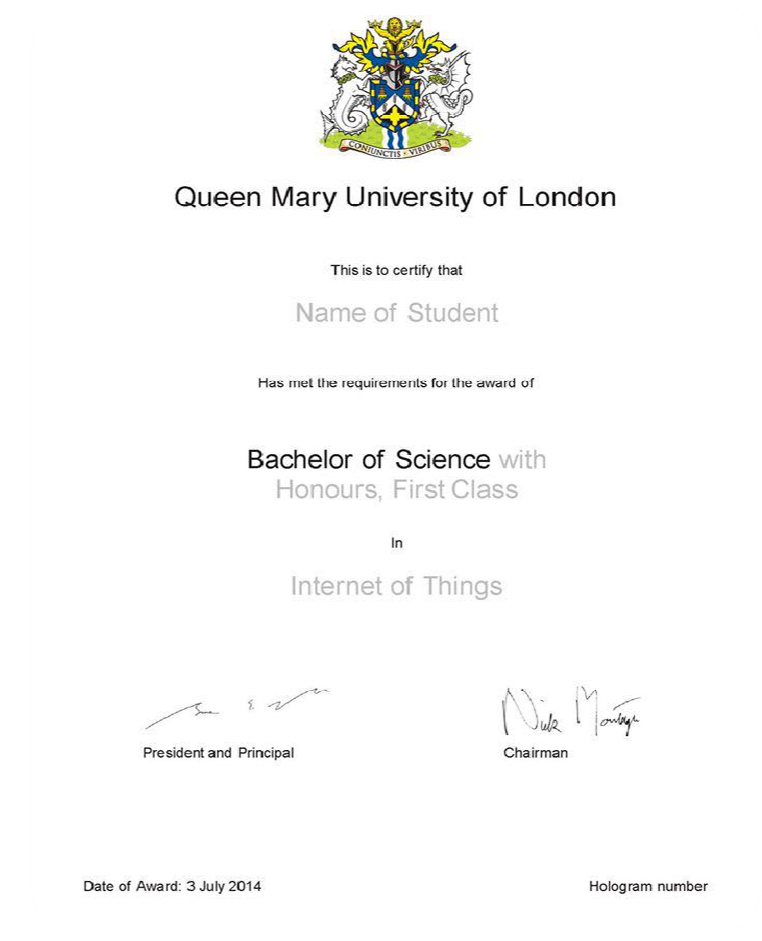 CONJUNCTIS · VIRIBUS
Queen Mary University of London
This is to certify that
Name of Student
Has met the requirements for the award of
Bachelor of Science with
Honours, First Class
In
Internet of Things
Nick Montagu
President and Principal
Chairman
Date of Award: 3 July 2014
Hologram number